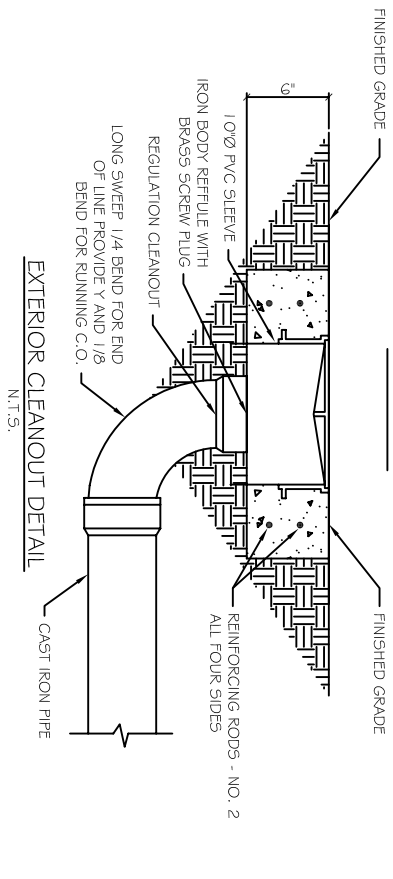 FINISHED GRADE
FINISHED GRADE
6"
10"Ø PVC SLEEVE
IRON BODY REFFULE WITH
BRASS SCREW PLUG
REGULATION CLEANOUT
LONG SWEEP 1/4 BEND FOR END
OF LINE PROVIDE Y AND 1/8
BEND FOR RUNNING C.O.
REINFORCING RODS - NO. 2
ALL FOUR SIDES
CAST IRON PIPE
EXTERIOR CLEANOUT DETAIL
N.T.S.